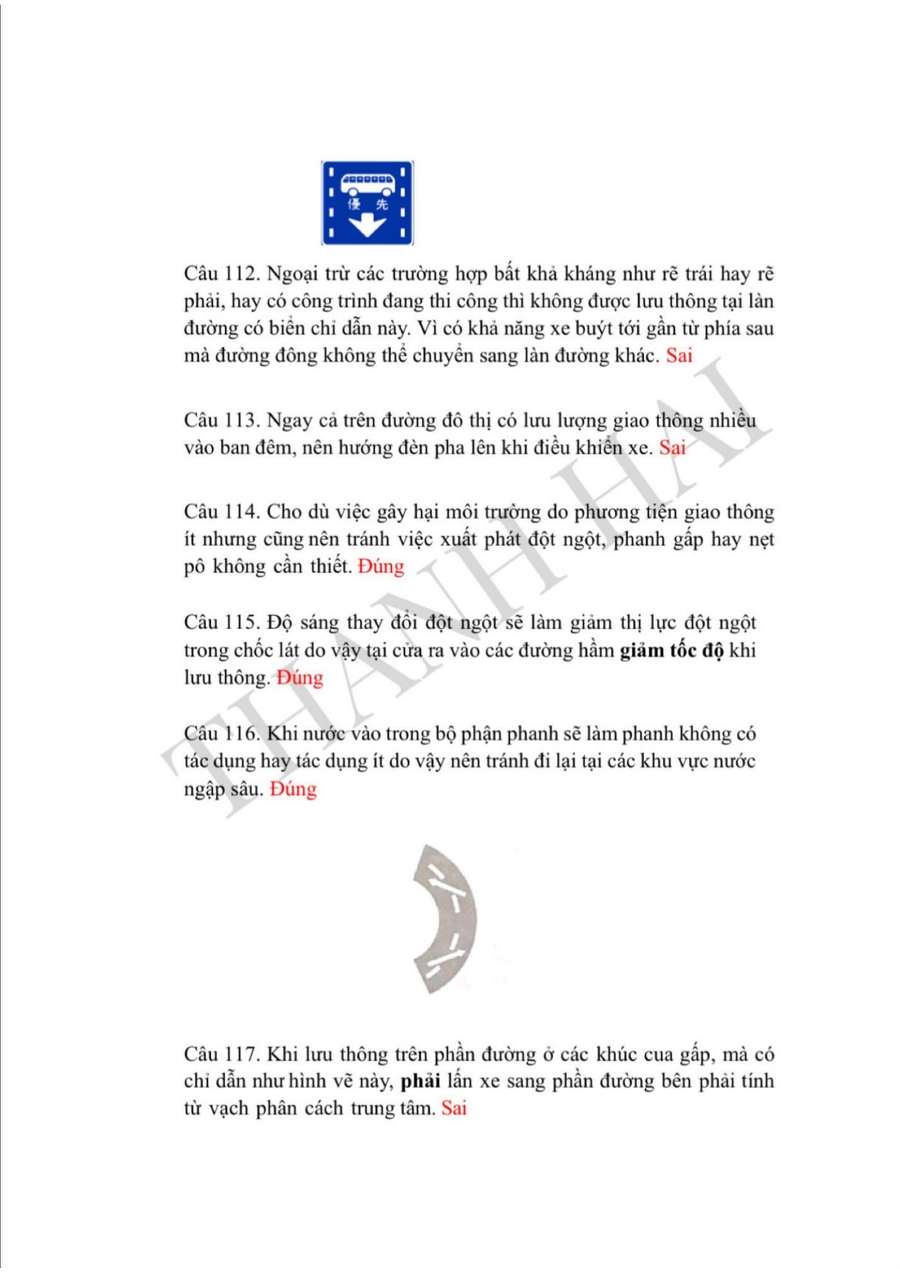 優 先
Câu 112. Ngoại trừ các trường hợp bất khả kháng như rẽ trái hay rẽ
phải, hay có công trình đang thi công thì không được lưu thông tại làn
đường có biển chỉ dẫn này. Vì có khả năng xe buýt tới gần từ phía sau
mà đường đông không thể chuyển sang làn đường khác. Sai
Câu 113. Ngay cả trên đường đô thị có lưu lượng giao thông nhiều
vào ban đêm, nên hướng đèn pha lên khi điều khiển xe. Sai
Câu 114. Cho dù việc gây hại môi trường do phương tiện giao thông
ít nhưng cũng nên tránh việc xuất phát đột ngột, phanh gấp hay nẹt
pô không cần thiết. Đúng
Câu 115. Độ sáng thay đổi đột ngột sẽ làm giảm thị lực đột ngột
trong chốc lát do vậy tại cửa ra vào các đường hầm giảm tốc độ khi
lưu thông. Đúng
Câu 116. Khi nước vào trong bộ phận phanh sẽ làm phanh không có
tác dụng hay tác dụng ít do vậy nên tránh đi lại tại các khu vực nước
ngập sâu. Đúng
Câu 117. Khi lưu thông trên phần đường ở các khúc cua gấp, mà có
chỉ dẫn như hình vẽ này, phải lấn xe sang phần đường bên phải tính
từ vạch phân cách trung tâm. Sai
THANH HAI